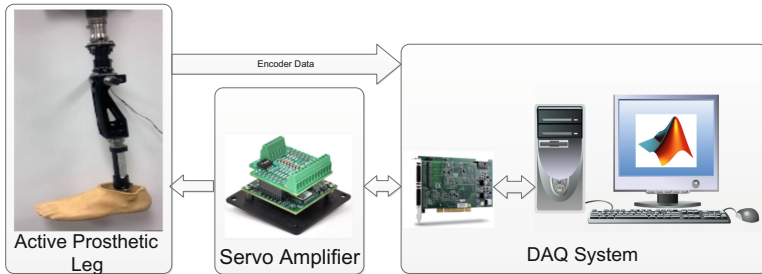 Encoder Data
Active Prosthetic
Leg
Servo Amplifier
DAQ System